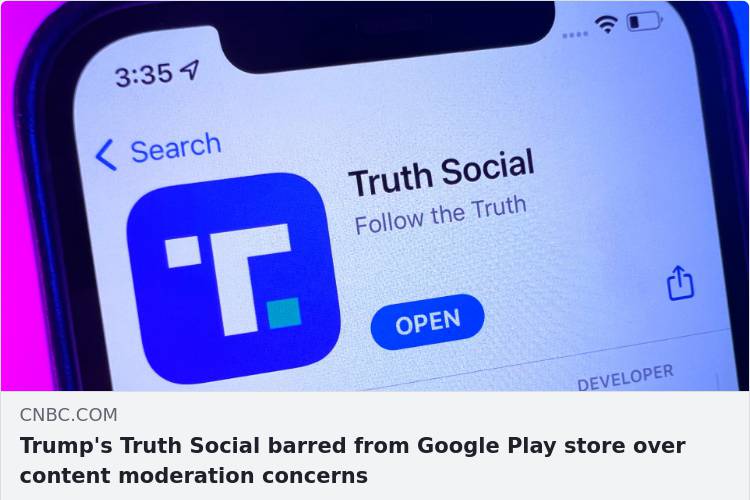 3:35
Search
Truth Social
Follow the Truth
OPEN
DEVELOPER
CNBC.COM
Trump's Truth Social barred from Google Play store over
content moderation concerns